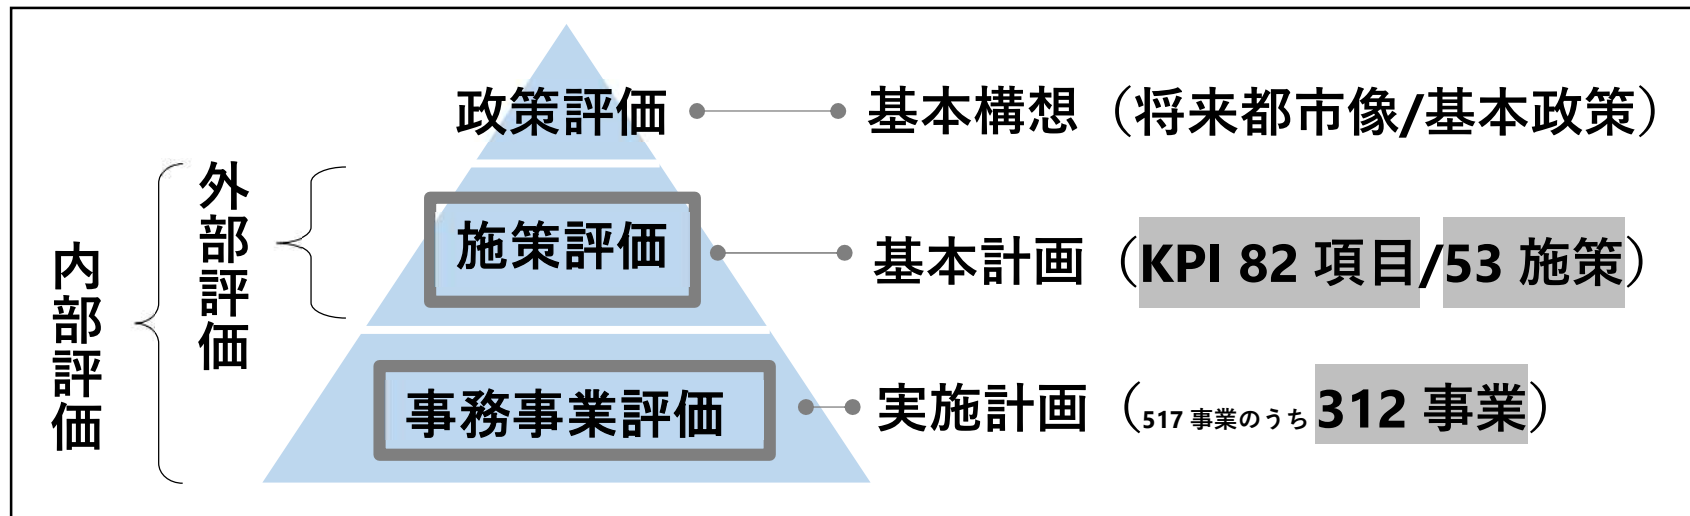 政策評価
基本構想（将来都市像/基本政策）
外部評価
内部評価
施策評価
基本計画（KPI 82 項目/53 施策）
事務事業評価
実施計画（517 事業のうち 312 事業）